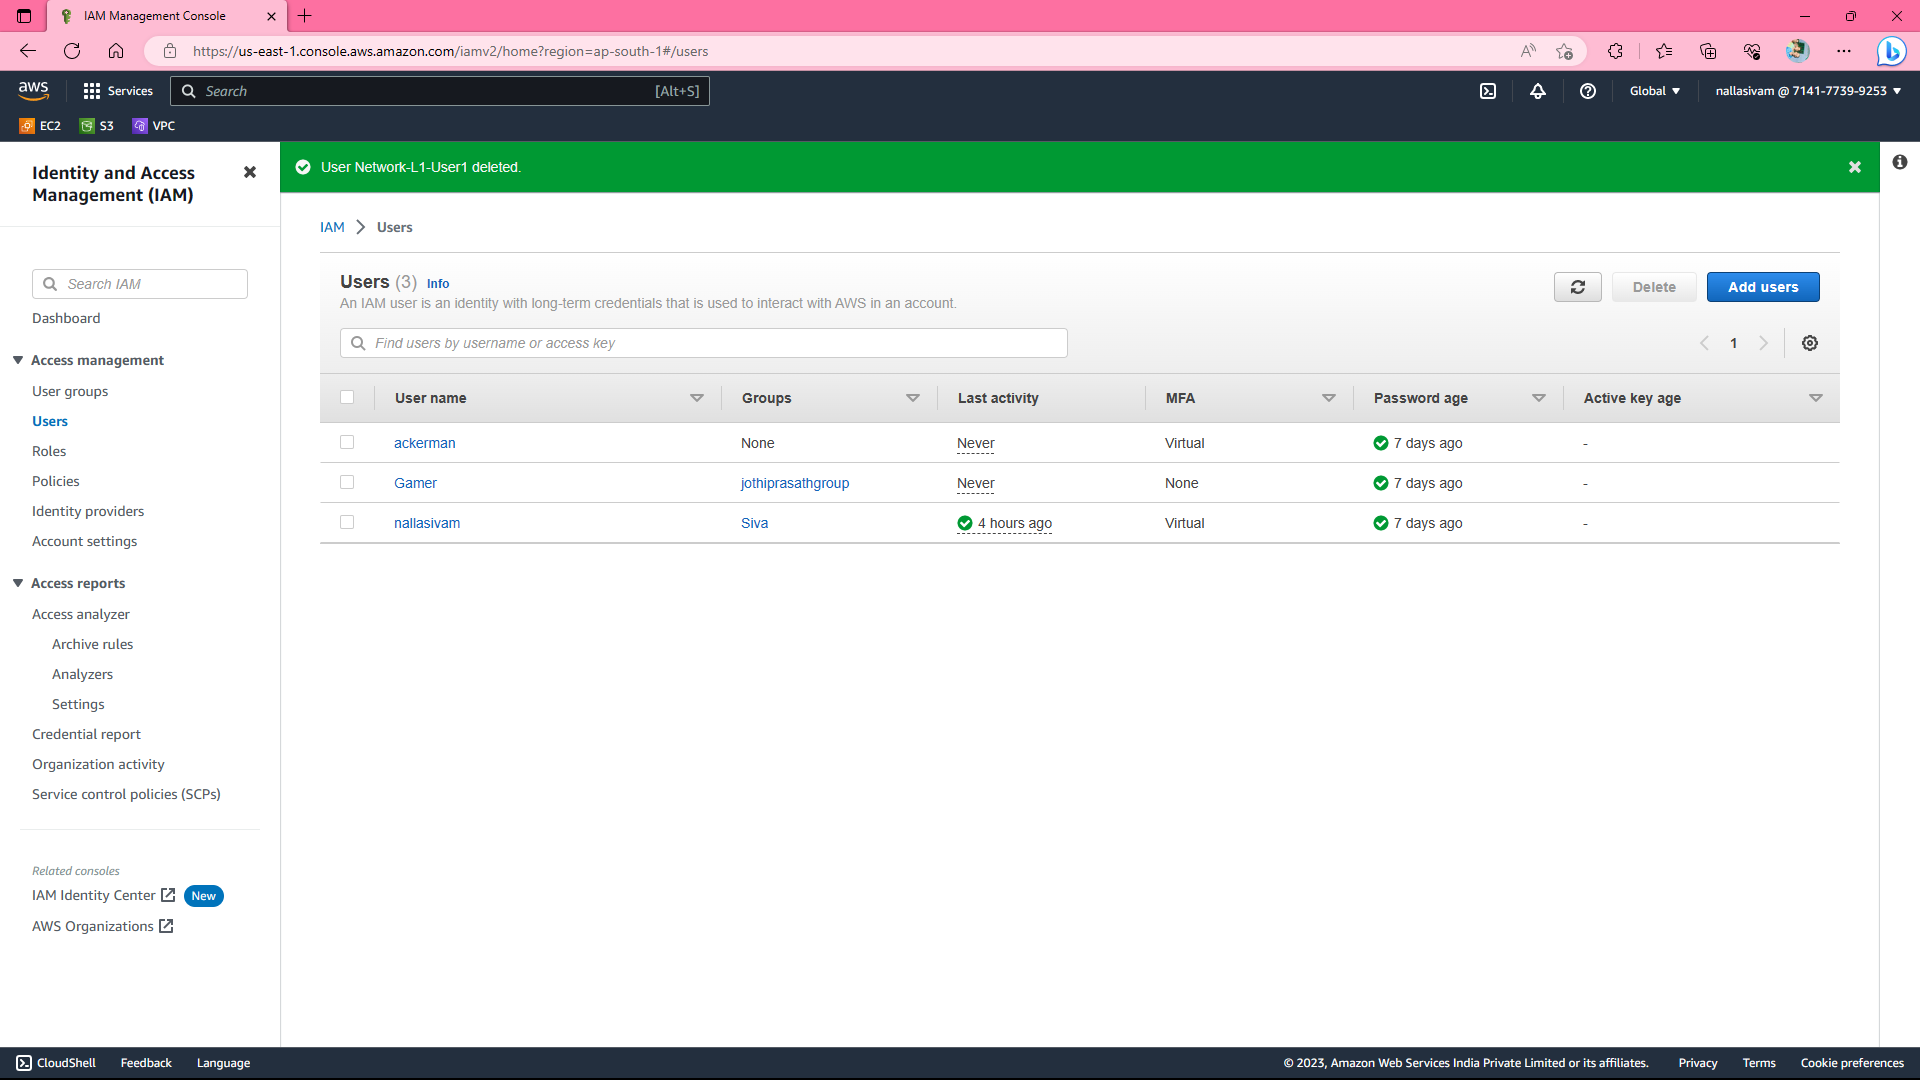 IAM Management Console
https://us-east-1.console.aws.amazon.com/iamv2/home?region=ap-south-1#/users
aws
Services
Search
[Alt+S]
Global
nallasivam @ 7141-7739-9253
EC2
S3
VPC
Identity and Access
Management (IAM)
Search IAM
Dashboard
Access management
User groups
Users
Roles
Policies
Identity providers
Account settings
Access reports
Access analyzer
Archive rules
Analyzers
Settings
Credential report
Organization activity
Service control policies (SCPs)
Related consoles
IAM Identity Center New
AWS Organizations
User Network-L1-User1 deleted.
IAM > Users
Users (3) Info
An IAM user is an identity with long-term credentials that is used to interact with AWS in an account.
Delete
Add users
Find users by username or access key
1
User name Groups Last activity MFA Password age Active key age
ackerman None Never Virtual 7 days ago -
Gamer jothiprasathgroup Never None 7 days ago -
nallasivam Siva 4 hours ago Virtual 7 days ago -
CloudShell Feedback Language
© 2023, Amazon Web Services India Private Limited or its affiliates. Privacy Terms Cookie preferences